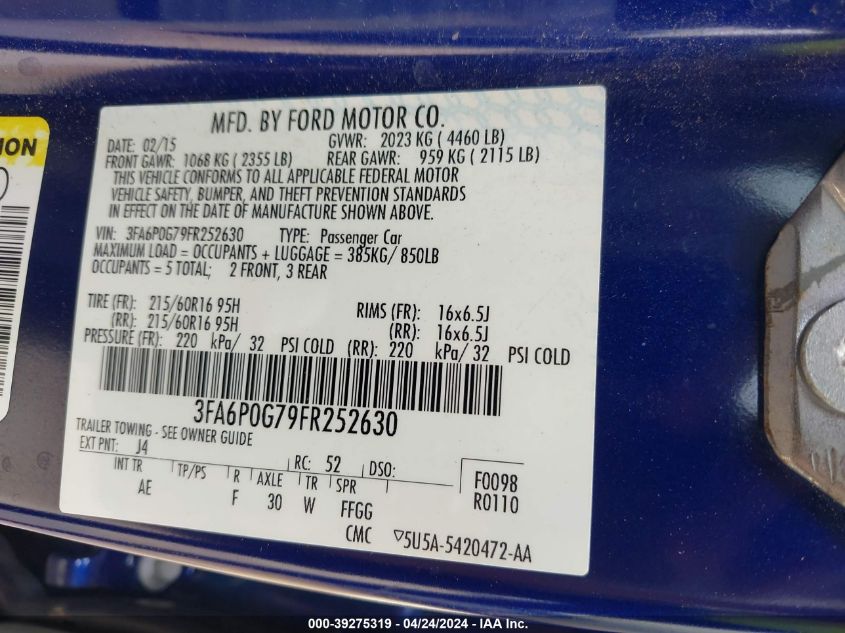 MFD. BY FORD MOTOR CO.
DATE: 02/15 GVWR: 2023 KG ( 4460 LB)
FRONT GAWR: 1068 KG ( 2355 LB) REAR GAWR: 959 KG ( 2115 LB)
THIS VEHICLE CONFORMS TO ALL APPLICABLE FEDERAL MOTOR
VEHICLE SAFETY, BUMPER, AND THEFT PREVENTION STANDARDS
IN EFFECT ON THE DATE OF MANUFACTURE SHOWN ABOVE.
VIN: 3FA6P0G79FR252630 TYPE: Passenger Car
MAXIMUM LOAD = OCCUPANTS + LUGGAGE = 385KG/ 850LB
OCCUPANTS = 5 TOTAL; 2 FRONT, 3 REAR
TIRE (FR): 215/60R16 95H RIMS (FR): 16x6.5J
(RR): 215/60R16 95H (RR): 16x6.5J
PRESSURE (FR): 220 kPa/ 32 PSI COLD (RR): 220 kPa/ 32 PSI COLD
3FA6P0G79FR252630
TRAILER TOWING - SEE OWNER GUIDE
EXT PNT: J4 RC: 52 DSO:
INT TR TP/PS R AXLE TR SPR
AE F 30 W FFGG
CMC
F0098
R0110
▽5U5A-5420472-AA
000-39275319 - 04/24/2024 - IAA Inc.